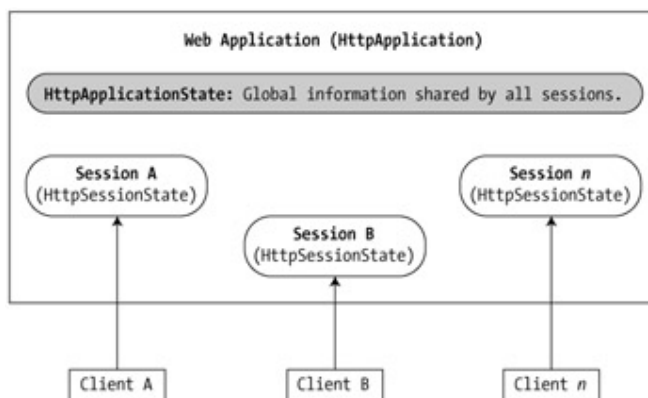 Web Application (HttpApplication)
HttpApplicationState: Global information shared by all sessions.
Session A
(HttpSessionState)
Session n
(HttpSessionState)
Session B
(HttpSessionState)
Client A
Client B
Client n